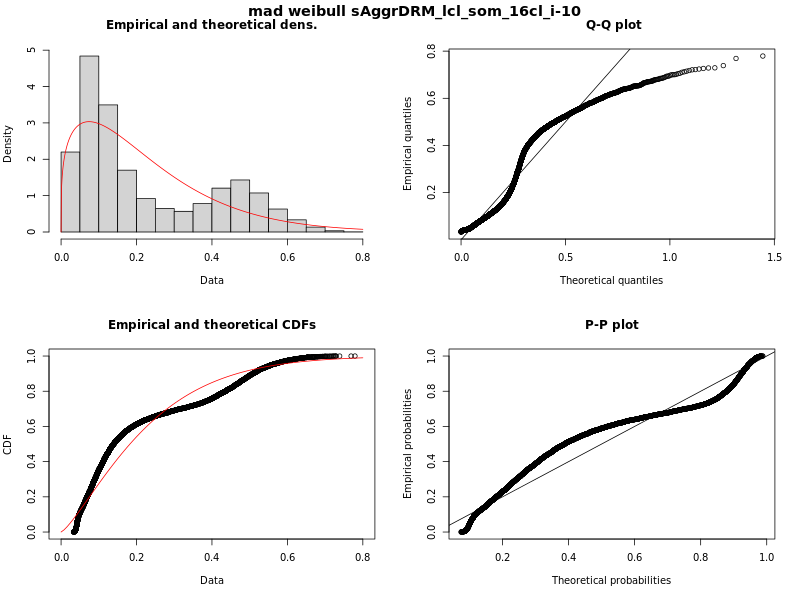 mad weibull sAggrDRM_lcl_som_16cl_i-10
Empirical and theoretical dens.
Density
0 1 2 3 4 5
0.0 0.2 0.4 0.6 0.8
Data
Q-Q plot
Empirical quantiles
0.2 0.4 0.6 0.8
0.0 0.5 1.0 1.5
Theoretical quantiles
Empirical and theoretical CDFs
CDF
0.0 0.2 0.4 0.6 0.8 1.0
0.0 0.2 0.4 0.6 0.8
Data
P-P plot
Empirical probabilities
0.0 0.2 0.4 0.6 0.8 1.0
0.2 0.4 0.6 0.8 1.0
Theoretical probabilities